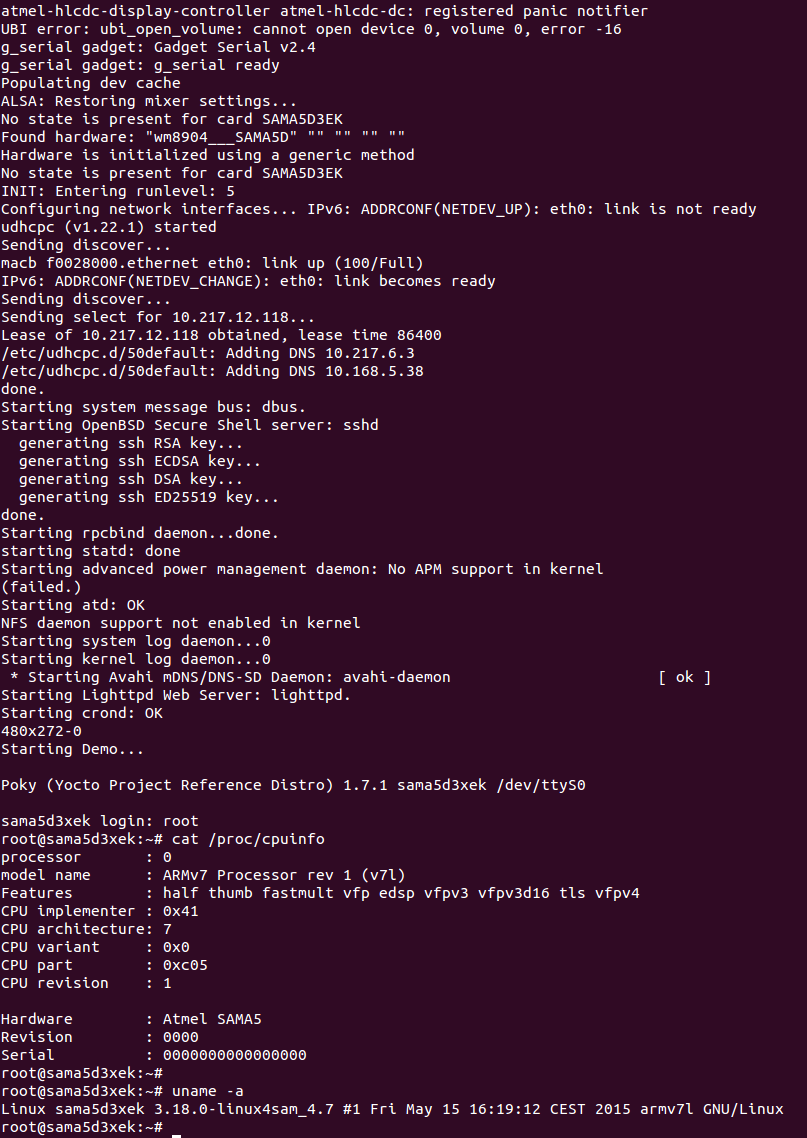 atmel-hlcdc-display-controller atmel-hlcdc-dc: registered panic notifier
UBI error: ubi_open_volume: cannot open device 0, volume 0, error -16
g_serial gadget: Gadget Serial v2.4
g_serial gadget: g_serial ready
Populating dev cache
ALSA: Restoring mixer settings...
No state is present for card SAMA5D3EK
Found hardware: "wm8904___SAMA5D" "" "" "" ""
Hardware is initialized using a generic method
No state is present for card SAMA5D3EK
INIT: Entering runlevel: 5
Configuring network interfaces... IPv6: ADDRCONF(NETDEV_UP): eth0: link is not ready
udhcpc (v1.22.1) started
Sending discover...
macb f0028000.ethernet eth0: link up (100/Full)
IPv6: ADDRCONF(NETDEV_CHANGE): eth0: link becomes ready
Sending discover...
Sending select for 10.217.12.118...
Lease of 10.217.12.118 obtained, lease time 86400
/etc/udhcpc.d/50default: Adding DNS 10.217.6.3
/etc/udhcpc.d/50default: Adding DNS 10.168.5.38
done.
Starting system message bus: dbus.
Starting OpenBSD Secure Shell server: sshd
  generating ssh RSA key...
  generating ssh ECDSA key...
  generating ssh DSA key...
  generating ssh ED25519 key...
done.
Starting rpcbind daemon...done.
starting statd: done
Starting advanced power management daemon: No APM support in kernel
(failed.)
Starting atd: OK
NFS daemon support not enabled in kernel
Starting system log daemon...0
Starting kernel log daemon...0
 * Starting Avahi mDNS/DNS-SD Daemon: avahi-daemon                       [ ok ]
Starting Lighttpd Web Server: lighttpd.
Starting crond: OK
480x272-0
Starting Demo...

Poky (Yocto Project Reference Distro) 1.7.1 sama5d3xek /dev/ttyS0

sama5d3xek login: root
root@sama5d3xek:~# cat /proc/cpuinfo
processor       : 0
model name      : ARMv7 Processor rev 1 (v7l)
Features        : half thumb fastmult vfp edsp vfpv3 vfpv3d16 tls vfpv4
CPU implementer : 0x41
CPU architecture: 7
CPU variant     : 0x0
CPU part        : 0xc05
CPU revision    : 1

Hardware        : Atmel SAMA5
Revision        : 0000
Serial          : 0000000000000000
root@sama5d3xek:~#
root@sama5d3xek:~# uname -a
Linux sama5d3xek 3.18.0-linux4sam_4.7 #1 Fri May 15 16:19:12 CEST 2015 armv7l GNU/Linux
root@sama5d3xek:~#